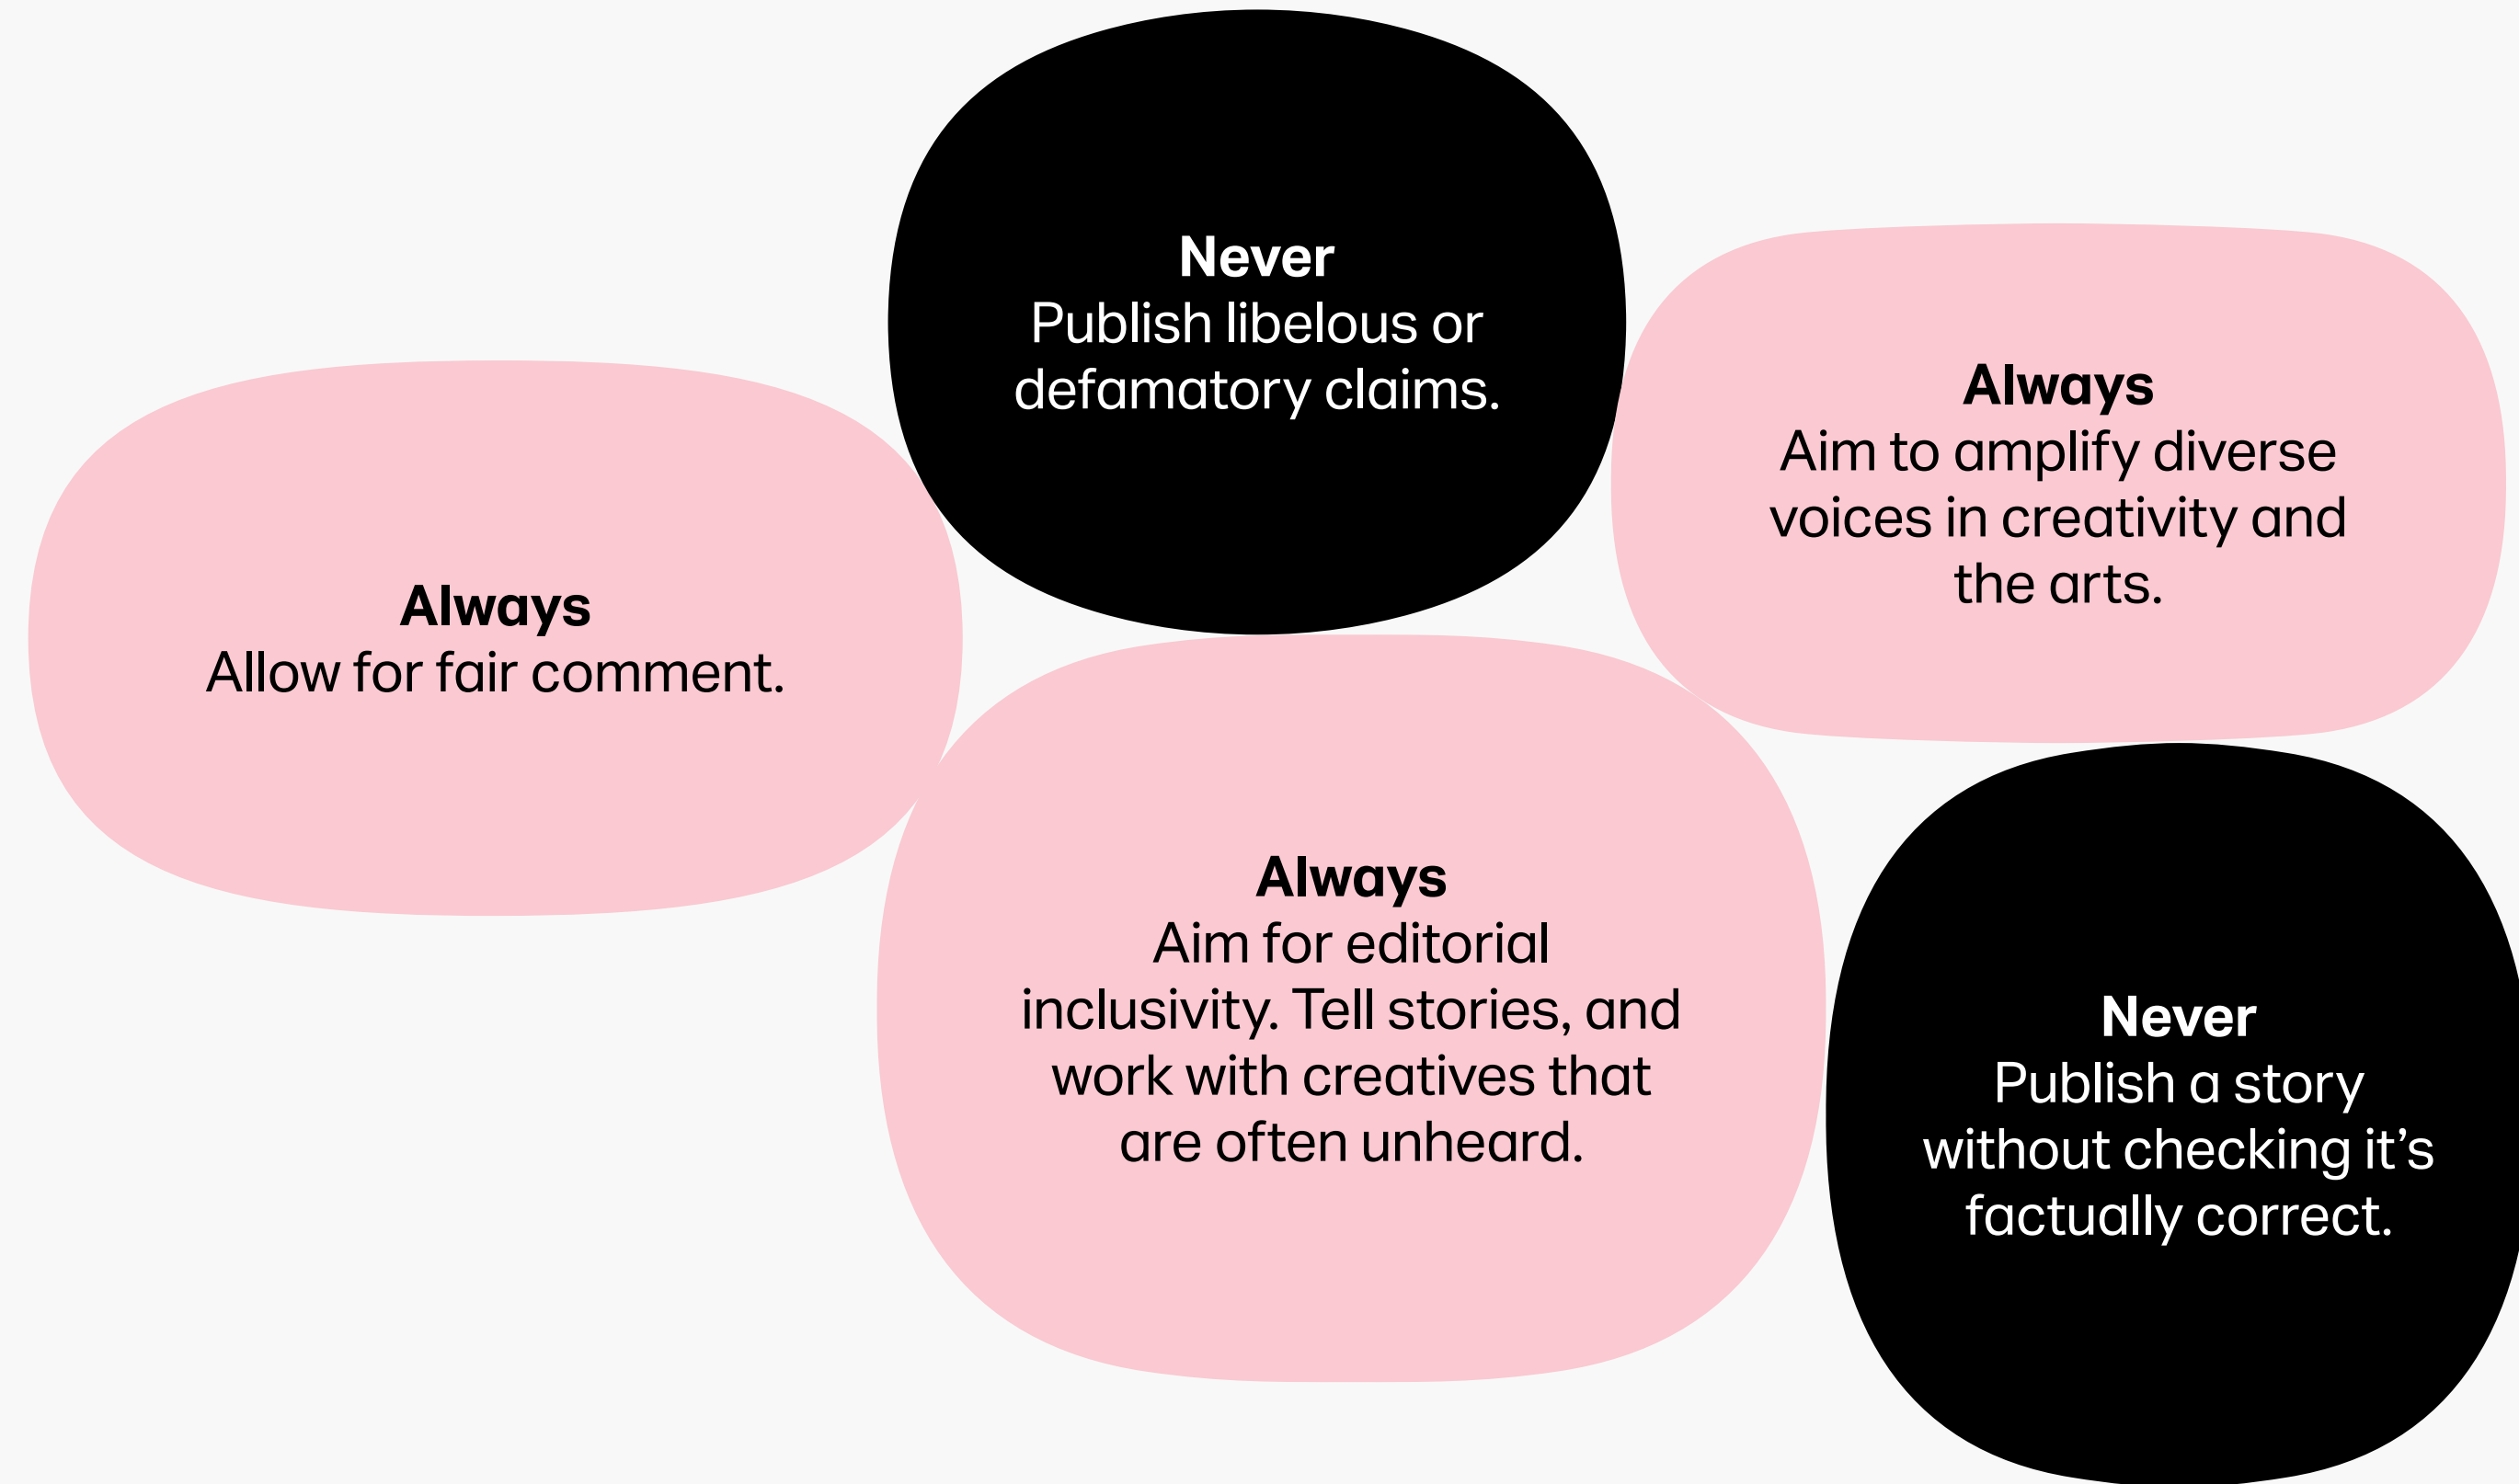 Never
Publish libelous or
defamatory claims.
Always
Aim to amplify diverse
voices in creativity and
the arts.
Always
Allow for fair comment.
Always
Aim for editorial
inclusivity. Tell stories, and
work with creatives that
are often unheard.
Never
Publish a story
without checking it’s
factually correct.